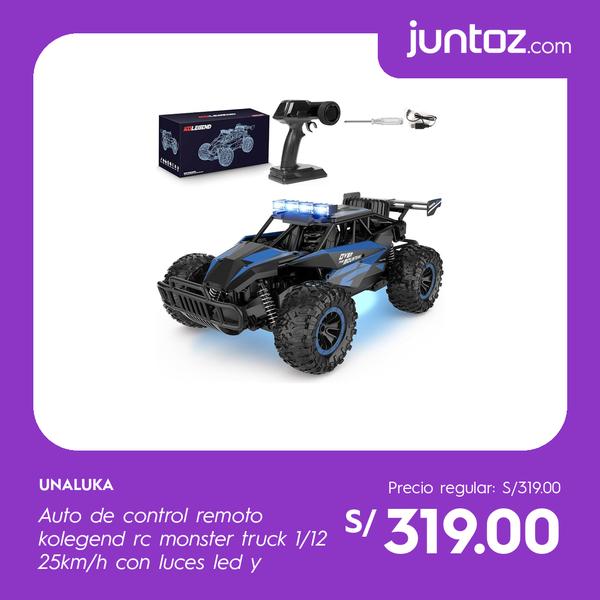 juntoz.com
KOLEGEND
UNALUKA
Auto de control remoto
kolegend rc monster truck 1/12
25km/h con luces led y
Precio regular: S/319.00
S/ 319.00